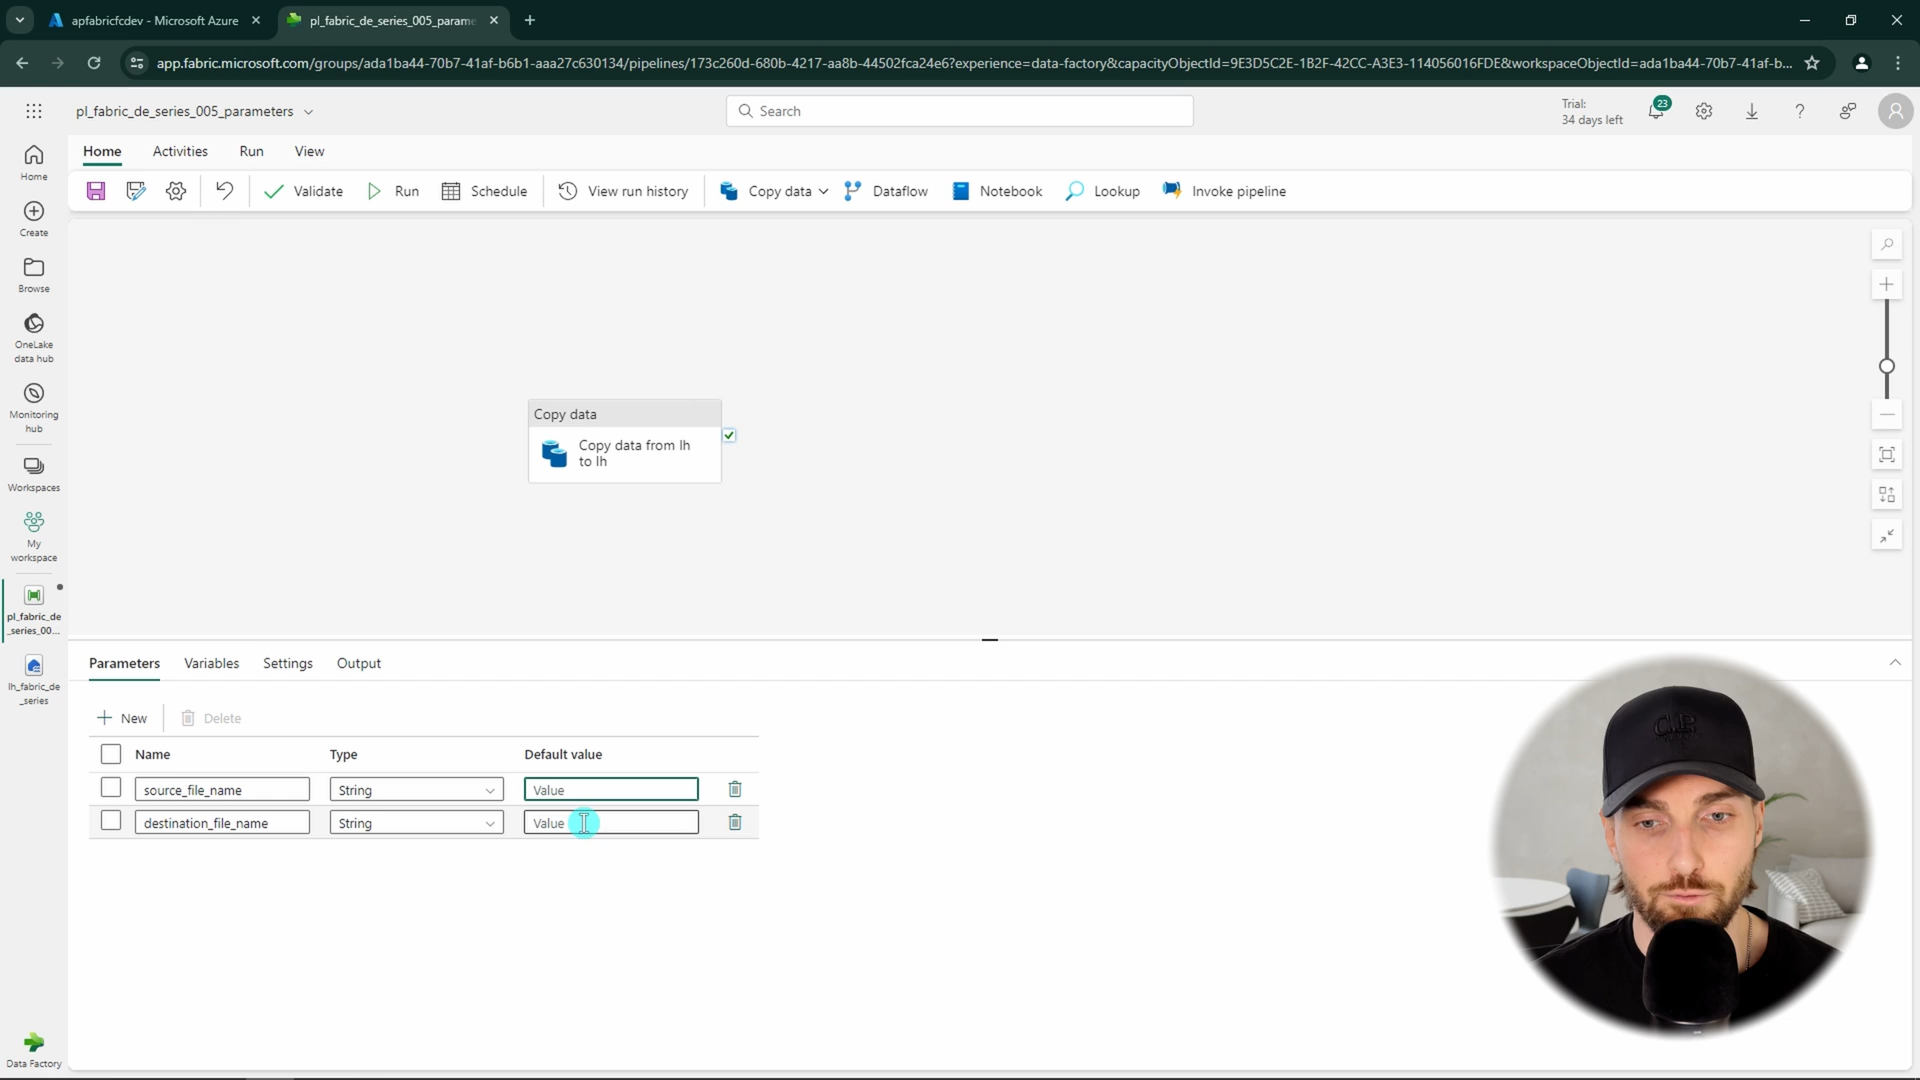 apfabricfcdev - Microsoft Azure
pl_fabric_de_series_005_parame
app.fabric.microsoft.com/groups/ada1ba44-70b7-41af-b6b1-aaa27c630134/pipelines/173c260d-680b-4217-aa8b-44502fca24e6?experience=data-factory&capacityObjectId=9E3D5C2E-1B2F-42CC-A3E3-114056016FDE&workspaceObjectId=ada1ba44-70b7-41af-b...
pl_fabric_de_series_005_parameters
Search
Trial:
34 days left
23
Home
Activities
Run
View
Validate
Run
Schedule
View run history
Copy data
Dataflow
Notebook
Lookup
Invoke pipeline
Home
Create
Browse
OneLake
data hub
Monitoring
hub
Workspaces
My
workspace
pl_fabric_de
_series_00...
lh_fabric_de
_series
Data Factory
Copy data
Copy data from lh
to lh
Parameters
Variables
Settings
Output
New
Delete
Name
Type
Default value
source_file_name
String
Value
destination_file_name
String
Value